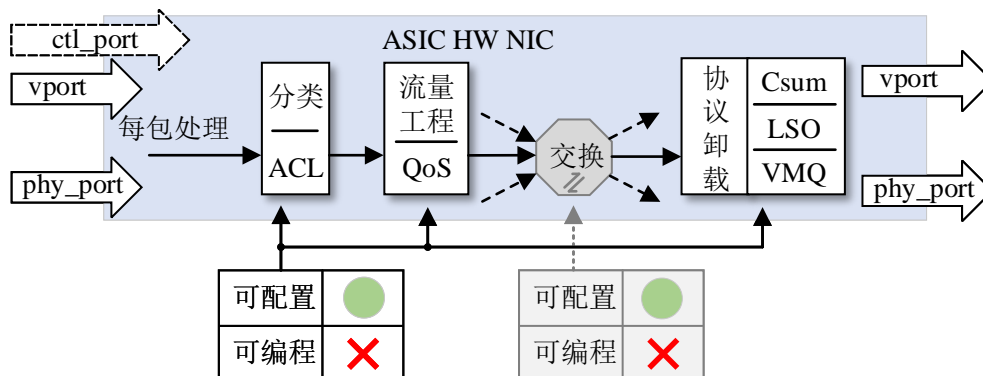 ASIC HW NIC
ctl_port
vport
每包处理
phy_port
分类
ACL
流量
工程
QoS
交换
协
议
卸
载
Csum
LSO
VMQ
vport
phy_port
可配置
可编程
可配置
可编程